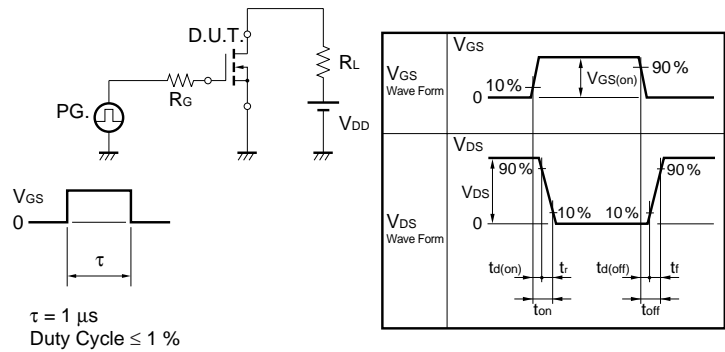 D.U.T.
RL
RG
PG.
VDD
VGS
0
τ
τ = 1 μs
Duty Cycle ≤ 1 %
VGS
Wave Form
VGS
10 %
VGS(on)
90 %
0
VDS
Wave Form
VDS
90 %
90 %
VDS
10 %
10 %
0
td(on)
tr
td(off)
tf
ton
toff